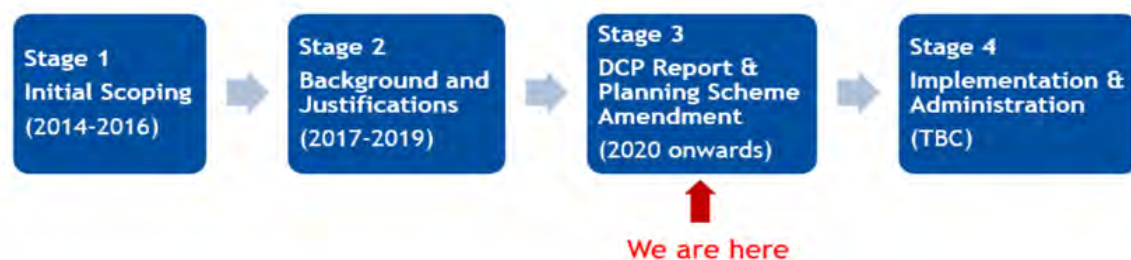 Stage 1
Initial Scoping
(2014-2016)
Stage 2
Background and
Justifications
(2017-2019)
Stage 3
DCP Report &
Planning Scheme
Amendment
(2020 onwards)
Stage 4
Implementation &
Administration
(TBC)
We are here